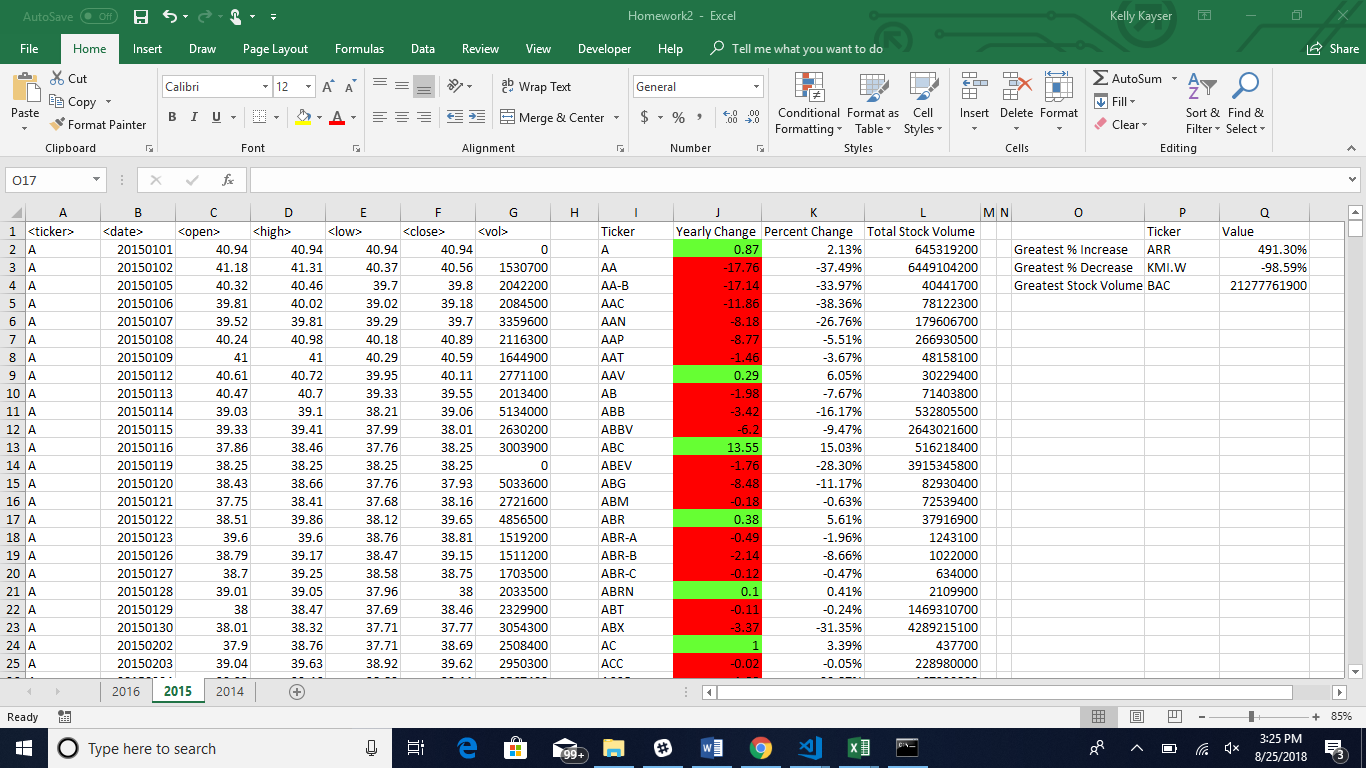 AutoSave Off Homework2 - Excel Kelly Kayser
File Home Insert Draw Page Layout Formulas Data Review View Developer Help Tell me what you want to do Share
Paste Cut Copy Format Painter Clipboard
Calibri 12 A A B I U A Font
ab Wrap Text Merge & Center Alignment
General $ % , Number
Conditional Formatting Format as Table Cell Styles Styles
Insert Delete Format Cells
AutoSum Fill Clear Sort & Filter Find & Select Editing
O17 fx
A B C D E F G H I J K L M N O P Q
1 <ticker> <date> <open> <high> <low> <close> <vol> Ticker Yearly Change Percent Change Total Stock Volume Ticker Value
2 A 20150101 40.94 40.94 40.94 40.94 0 A 0.87 2.13% 645319200 Greatest % Increase ARR 491.30%
3 A 20150102 41.18 41.31 40.37 40.56 1530700 AA -17.76 -37.49% 6449104200 Greatest % Decrease KMI.W -98.59%
4 A 20150105 40.32 40.46 39.7 39.8 2042200 AA-B -17.14 -33.97% 40441700 Greatest Stock Volume BAC 21277761900
5 A 20150106 39.81 40.02 39.02 39.18 2084500 AAC -11.86 -38.36% 78122300
6 A 20150107 39.52 39.81 39.29 39.7 3359600 AAN -8.18 -26.76% 179606700
7 A 20150108 40.24 40.98 40.18 40.89 2116300 AAP -8.77 -5.51% 266930500
8 A 20150109 41 41 40.29 40.59 1644900 AAT -1.46 -3.67% 48158100
9 A 20150112 40.61 40.72 39.95 40.11 2771100 AAV 0.29 6.05% 30229400
10 A 20150113 40.47 40.7 39.33 39.55 2013400 AB -1.98 -7.67% 71403800
11 A 20150114 39.03 39.1 38.21 39.06 5134000 ABB -3.42 -16.17% 532805500
12 A 20150115 39.33 39.41 37.99 38.01 2630200 ABBV -6.2 -9.47% 2643021600
13 A 20150116 37.86 38.46 37.76 38.25 3003900 ABC 13.55 15.03% 516218400
14 A 20150119 38.25 38.25 38.25 38.25 0 ABEV -1.76 -28.30% 3915345800
15 A 20150120 38.43 38.66 37.76 37.93 5033600 ABG -8.48 -11.17% 82930400
16 A 20150121 37.75 38.41 37.68 38.16 2721600 ABM -0.18 -0.63% 72539400
17 A 20150122 38.51 39.86 38.12 39.65 4856500 ABR 0.38 5.61% 37916900
18 A 20150123 39.6 39.6 38.76 38.81 1519200 ABR-A -0.49 -1.96% 1243100
19 A 20150126 38.79 39.17 38.47 39.15 1511200 ABR-B -2.14 -8.66% 1022000
20 A 20150127 38.7 39.25 38.58 38.75 1703500 ABR-C -0.12 -0.47% 634000
21 A 20150128 39.01 39.05 37.96 38 2033500 ABRN 0.1 0.41% 2109900
22 A 20150129 38 38.47 37.69 38.46 2329900 ABT -0.11 -0.24% 1469310700
23 A 20150130 38.01 38.32 37.71 37.77 3054300 ABX -3.37 -31.35% 4289215100
24 A 20150202 37.9 38.76 37.71 38.69 2508400 AC 1 3.39% 437700
25 A 20150203 39.04 39.63 38.92 39.62 2950300 ACC -0.02 -0.05% 228980000
2016 2015 2014
Ready 85%
Type here to search 99+ 3:25 PM
8/25/2018 3